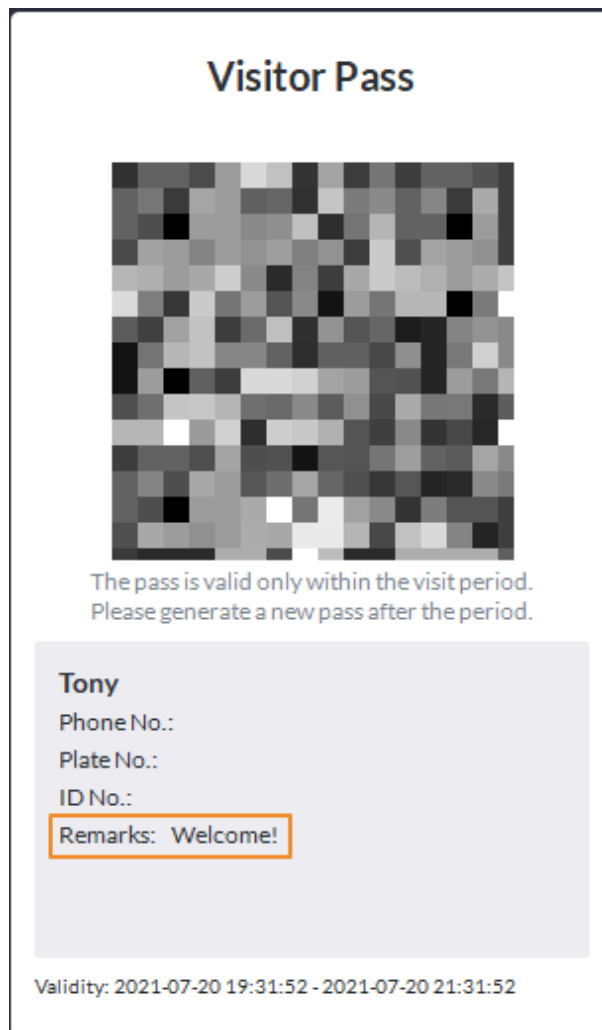 Visitor Pass
The pass is valid only within the visit period.
Please generate a new pass after the period.
Tony
Phone No.:
Plate No.:
ID No.:
Remarks: Welcome!
Validity: 2021-07-20 19:31:52 - 2021-07-20 21:31:52